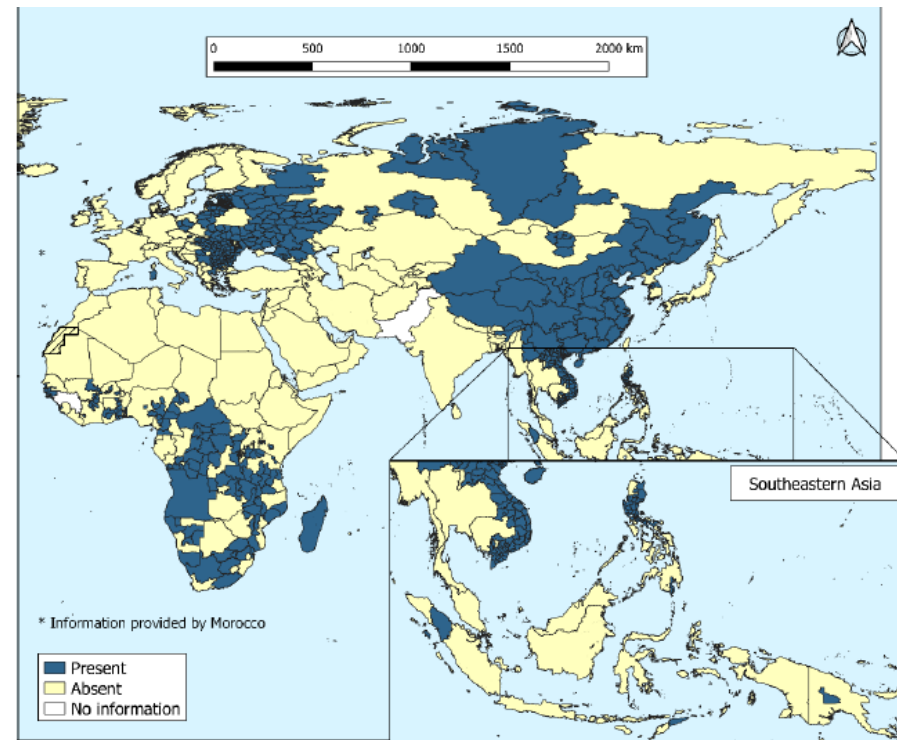 0 500 1000 1500 2000 km
Southeastern Asia
* Information provided by Morocco
Present
Absent
No information